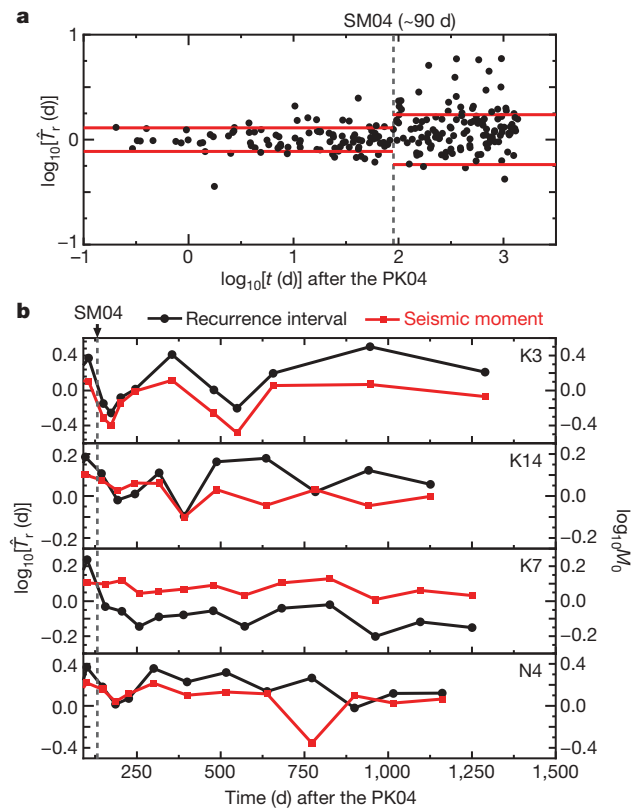 a
SM04 (~90 d)
1
0
–1
log10[T̂r (d)]
–1 0 1 2 3
log10[t (d)] after the PK04
b
SM04
Recurrence interval Seismic moment
0.4 K3 0.4
0.0 0.0
–0.4 –0.4
0.2 K14 0.2
0.0 0.0
–0.2 –0.2
0.2 K7 0.2
0.0 0.0
–0.2 –0.2
0.4 N4 0.4
0.0 0.0
–0.4 –0.4
log10[T̂r (d)]
log10M0
250 500 750 1,000 1,250 1,500
Time (d) after the PK04